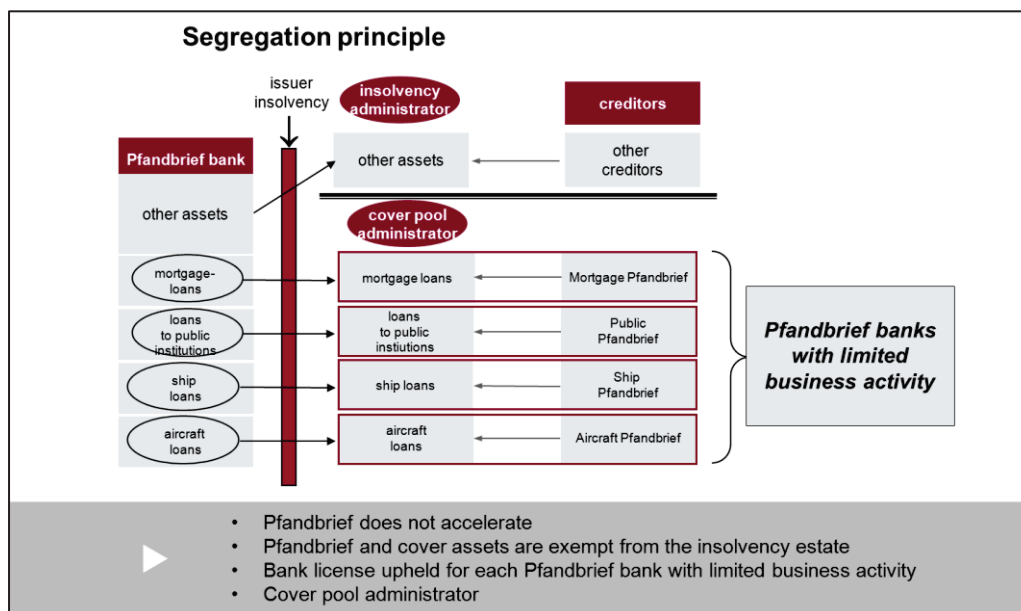 Segregation principle
issuer
insolvency
insolvency
administrator
creditors
Pfandbrief bank
other assets
other
creditors
other assets
cover pool
administrator
mortgage-
loans
mortgage loans
Mortgage Pfandbrief
loans
to public
institutions
loans
to public
instiutions
Public
Pfandbrief
ship
loans
ship loans
Ship
Pfandbrief
aircraft
loans
aircraft
loans
Aircraft Pfandbrief
Pfandbrief banks
with limited
business activity
• Pfandbrief does not accelerate
• Pfandbrief and cover assets are exempt from the insolvency estate
• Bank license upheld for each Pfandbrief bank with limited business activity
• Cover pool administrator